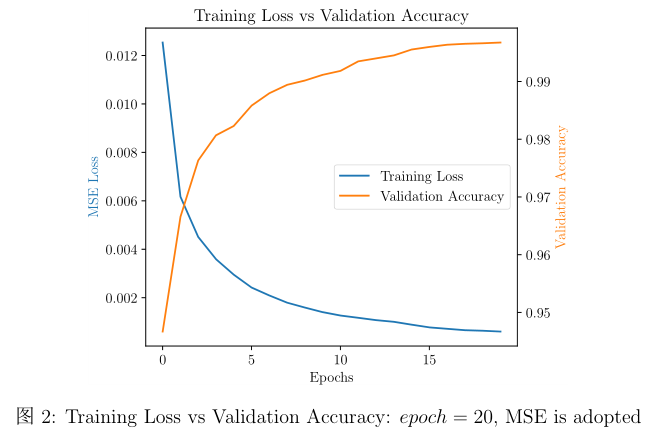 Training Loss vs Validation Accuracy
0.012
0.010
0.008
0.006
0.004
0.002
MSE Loss
0.99
0.98
0.97
0.96
0.95
Validation Accuracy
Training Loss
Validation Accuracy
0 5 10 15
Epochs
图 2: Training Loss vs Validation Accuracy: epoch = 20, MSE is adopted